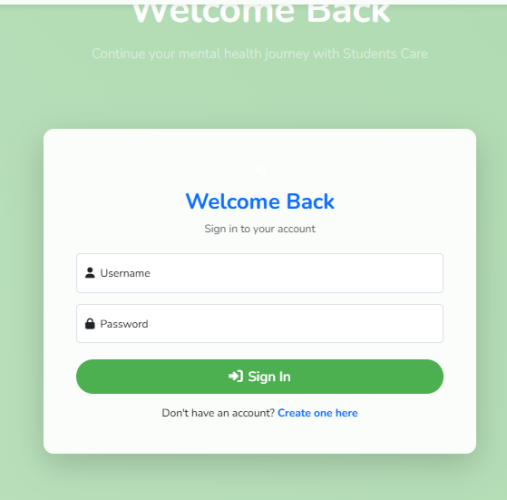 Welcome Back
Continue your mental health journey with Students Care
Welcome Back
Sign in to your account
Username
Password
Sign In
Don't have an account? Create one here